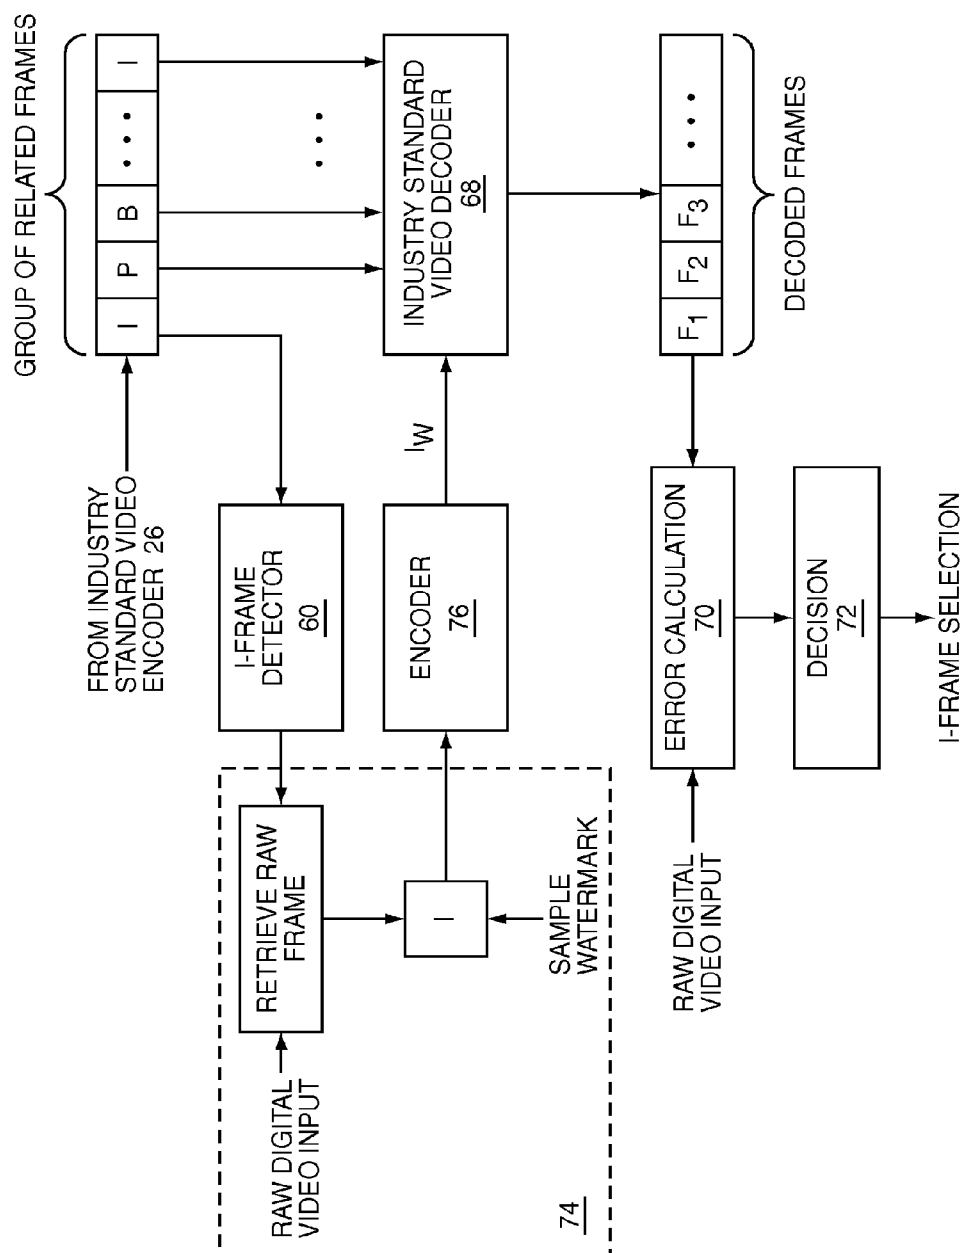 GROUP OF RELATED FRAMES
I P B ••• I
FROM INDUSTRY
STANDARD VIDEO
ENCODER 26
I-FRAME
DETECTOR
60
RETRIEVE RAW
FRAME
RAW DIGITAL
VIDEO INPUT
•••
I
SAMPLE
WATERMARK
74
ENCODER
76
IW
INDUSTRY STANDARD
VIDEO DECODER
68
F1 F2 F3 •••
DECODED FRAMES
RAW DIGITAL
VIDEO INPUT
ERROR CALCULATION
70
DECISION
72
I-FRAME SELECTION